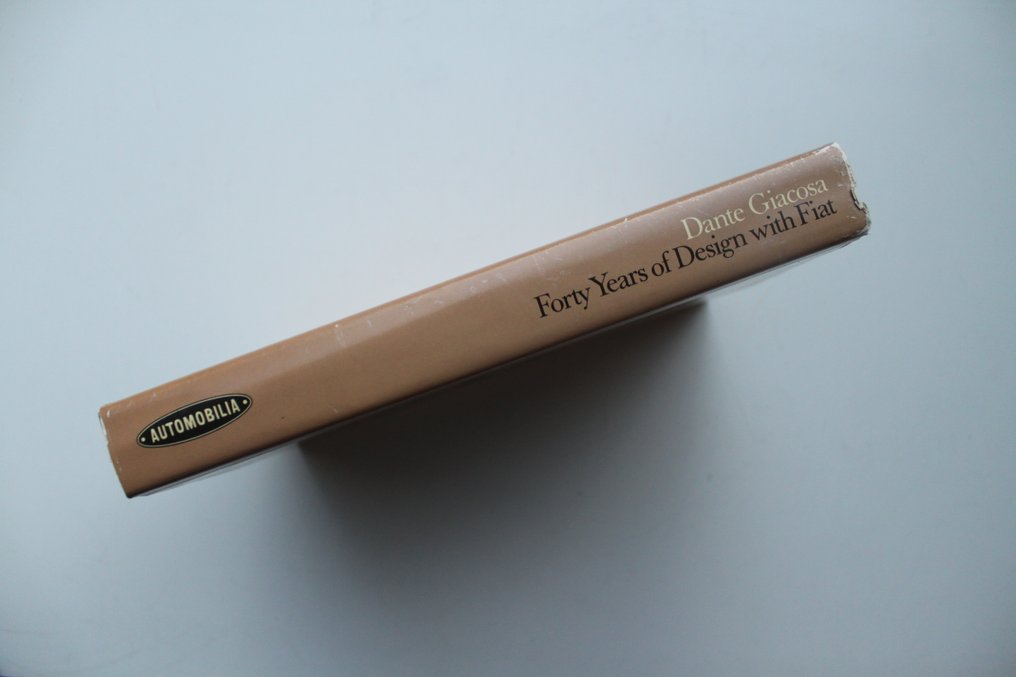 Dante Giacosa
Forty Years of Design with Fiat
AUTOMOBILIA